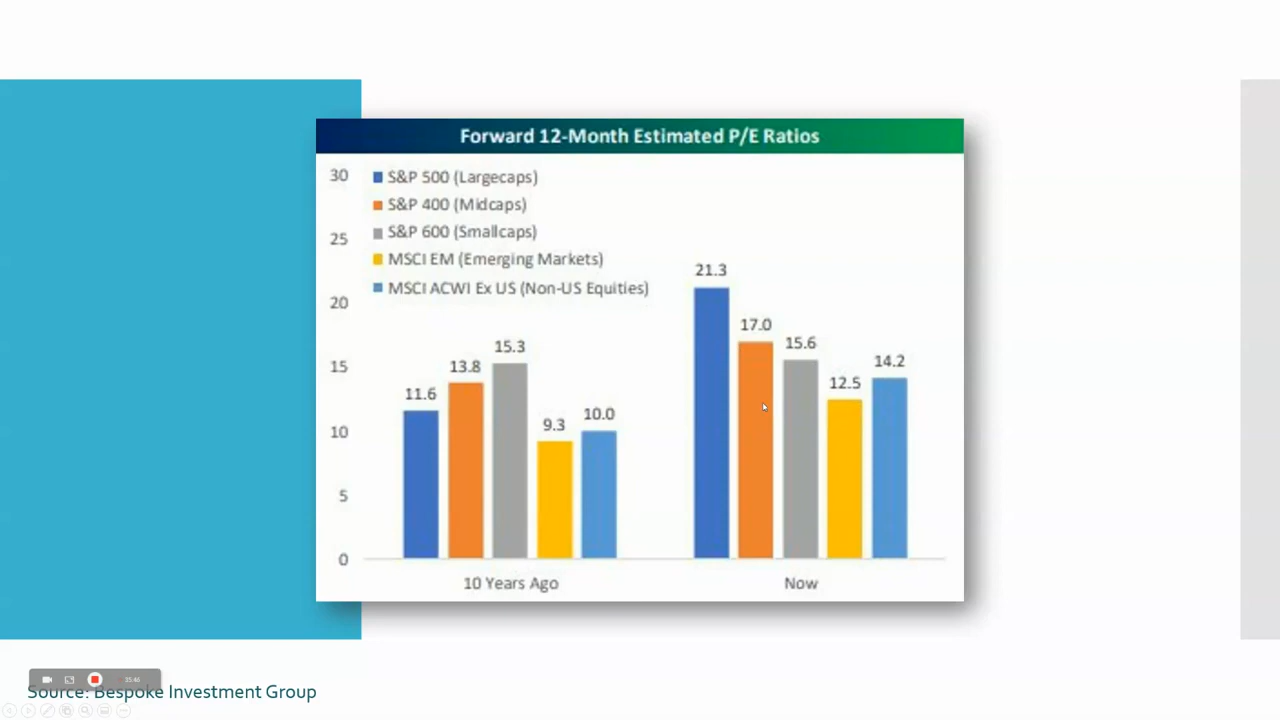 Forward 12-Month Estimated P/E Ratios
30
25
20
15
10
5
0
S&P 500 (Largecaps)
S&P 400 (Midcaps)
S&P 600 (Smallcaps)
MSCI EM (Emerging Markets)
MSCI ACWI Ex US (Non-US Equities)
11.6
13.8
15.3
9.3
10.0
21.3
17.0
15.6
12.5
14.2
10 Years Ago
Now
Source: Bespoke Investment Group